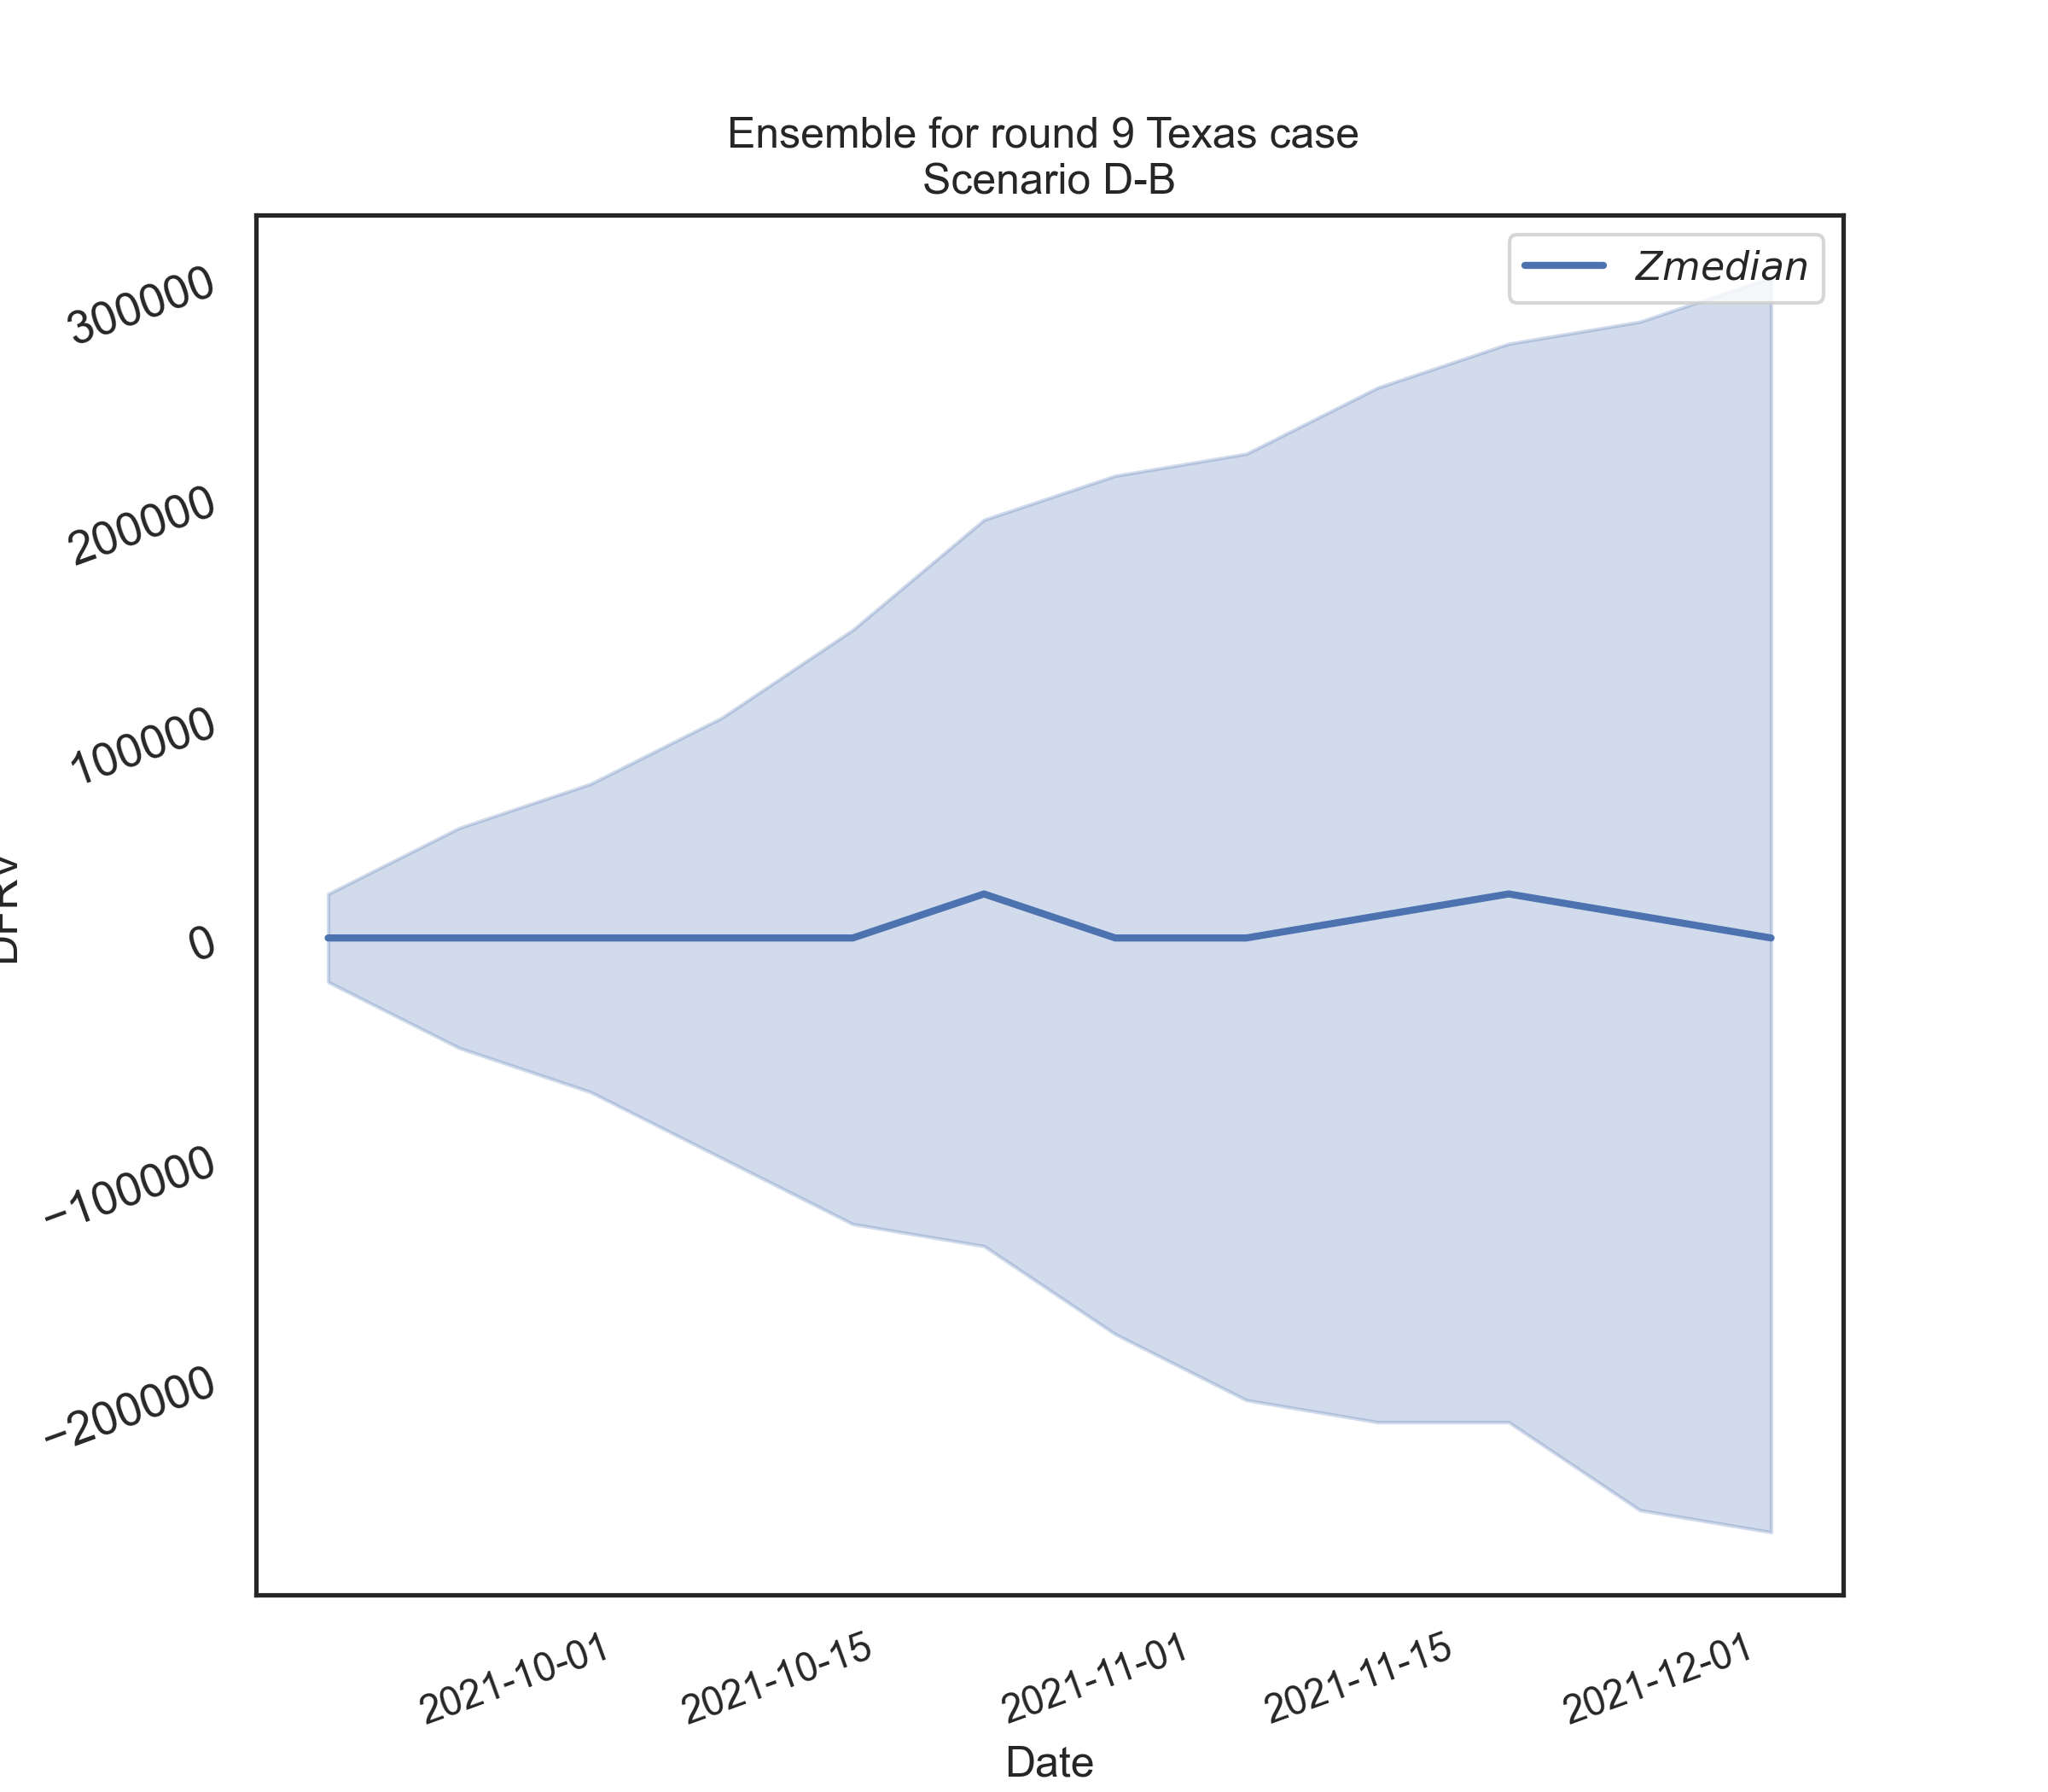 Ensemble for round 9 Texas case
Scenario D-B
Zmedian
300000
200000
100000
0
−100000
−200000
2021-10-01
2021-10-15
2021-11-01
2021-11-15
2021-12-01
Date